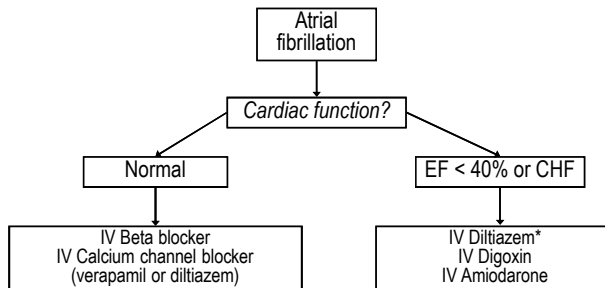 Atrial
fibrillation
Cardiac function?
Normal
EF < 40% or CHF
IV Beta blocker
IV Calcium channel blocker
(verapamil or diltiazem)
IV Diltiazem*
IV Digoxin
IV Amiodarone